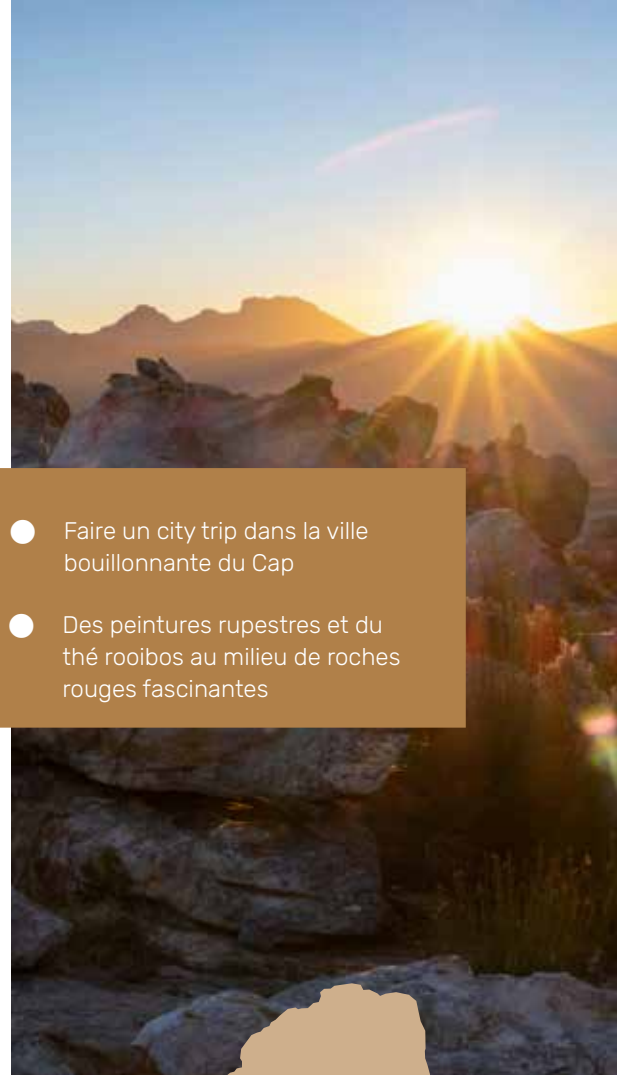 Faire un city trip dans la ville
bouillonnante du Cap
Des peintures rupestres et du
thé rooibos au milieu de roches
rouges fascinantes